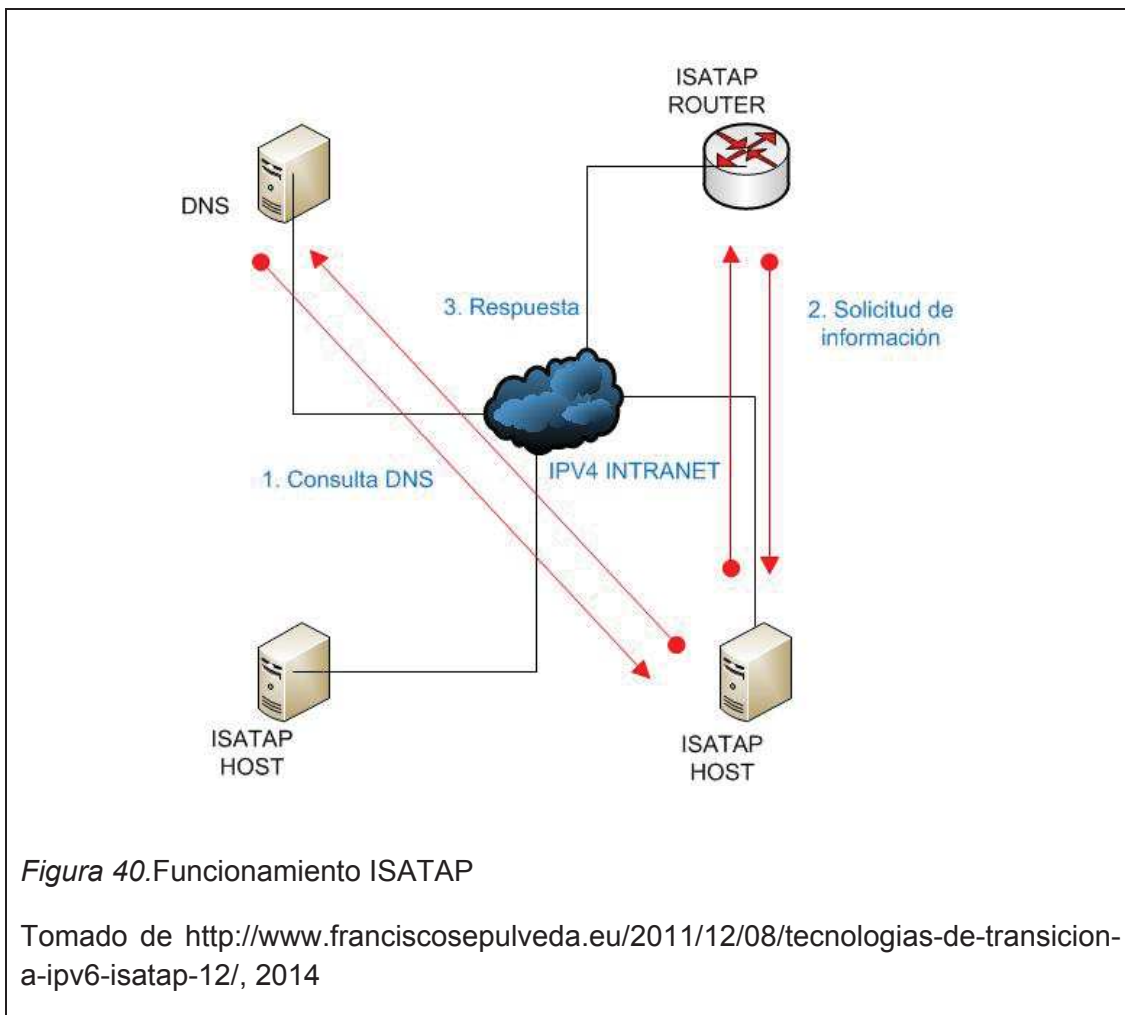 ISATAP
ROUTER
DNS
3. Respuesta
2. Solicitud de
información
1. Consulta DNS
IPV4 INTRANET
ISATAP
HOST
ISATAP
HOST
Figura 40.Funcionamiento ISATAP
Tomado de http://www.franciscosepulveda.eu/2011/12/08/tecnologias-de-transicion-
a-ipv6-isatap-12/, 2014